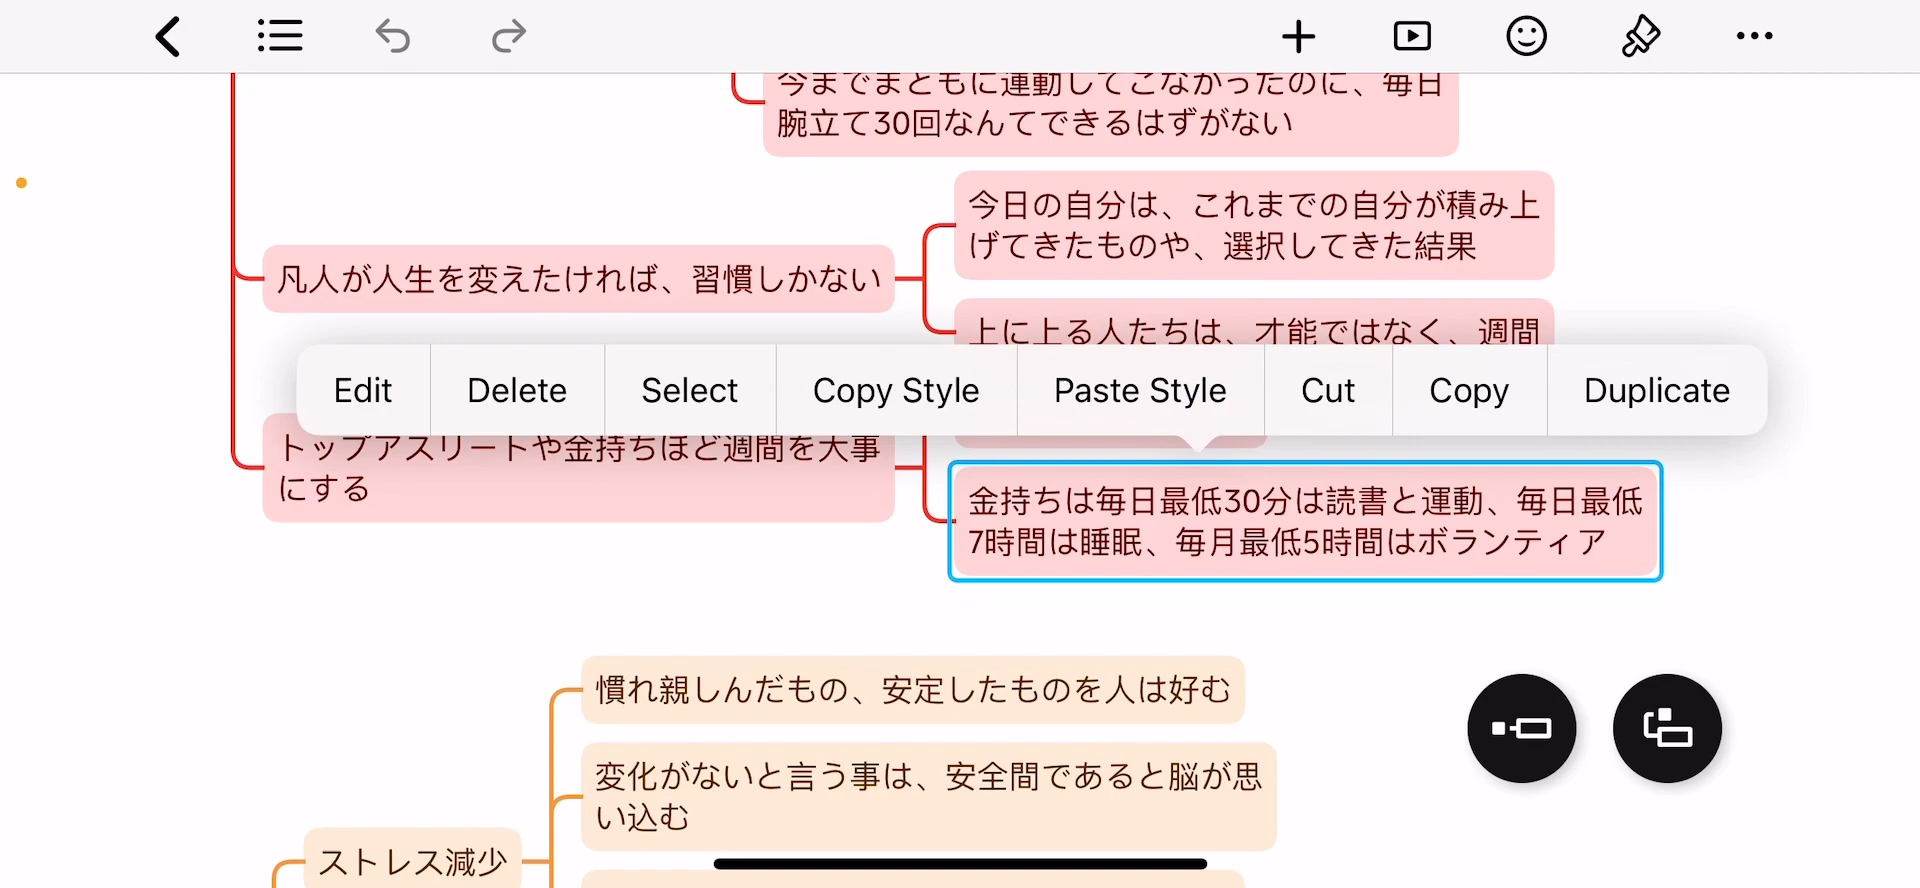 今までまともに運動してこなかったのに、毎日
腕立て30回なんてできるはずがない
今日の自分は、これまでの自分が積み上
げてきたものや、選択してきた結果
凡人が人生を変えたければ、習慣しかない
上に上る人たちは、才能ではなく、週間
Edit
Delete
Select
Copy Style
Paste Style
Cut
Copy
Duplicate
トップアスリートや金持ちほど週間を大事
にする
金持ちは毎日最低30分は読書と運動、毎日最低
7時間は睡眠、毎月最低5時間はボランティア
慣れ親しんだもの、安定したものを人は好む
変化がないと言う事は、安全間であると脳が思
い込む
ストレス減少